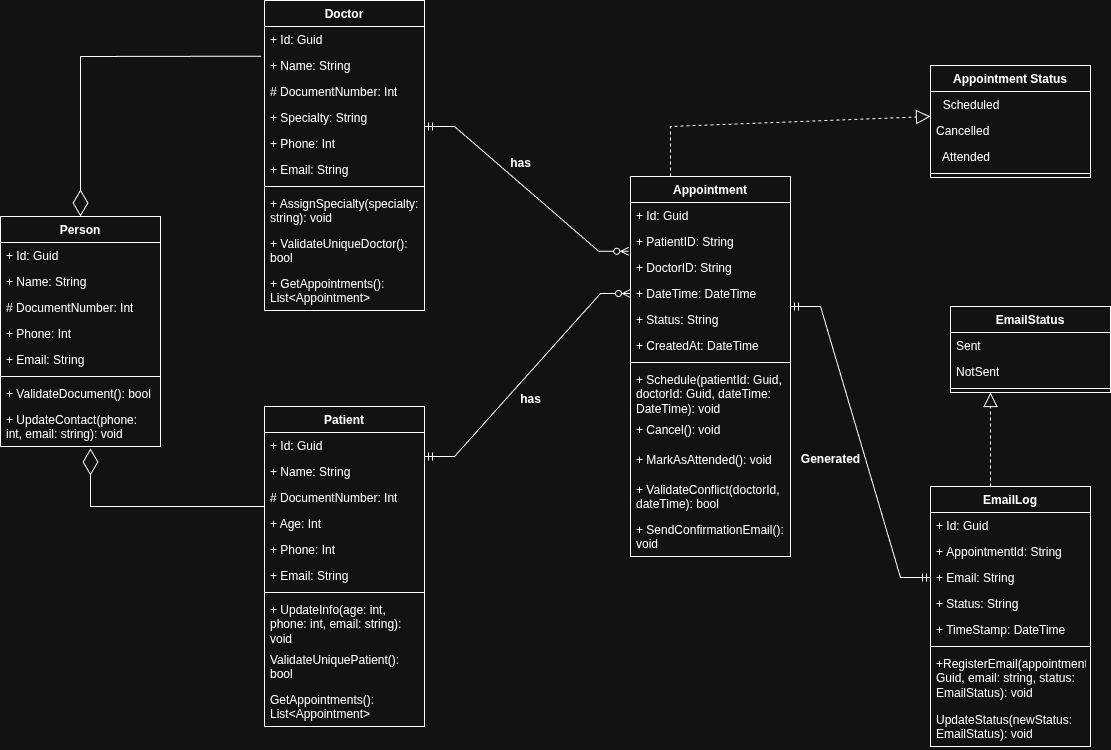 Doctor
+ Id: Guid
+ Name: String
# DocumentNumber: Int
+ Specialty: String
+ Phone: Int
+ Email: String
+ AssignSpecialty(specialty:
string): void
+ ValidateUniqueDoctor():
bool
+ GetAppointments():
List<Appointment>
Person
+ Id: Guid
+ Name: String
# DocumentNumber: Int
+ Phone: Int
+ Email: String
+ ValidateDocument(): bool
+ UpdateContact(phone:
int, email: string): void
Patient
+ Id: Guid
+ Name: String
# DocumentNumber: Int
+ Age: Int
+ Phone: Int
+ Email: String
+ UpdateInfo(age: int,
phone: int, email: string):
void
ValidateUniquePatient():
bool
GetAppointments():
List<Appointment>
has
has
Appointment
+ Id: Guid
+ PatientID: String
+ DoctorID: String
+ DateTime: DateTime
+ Status: String
+ CreatedAt: DateTime
+ Schedule(patientId: Guid,
doctorId: Guid, dateTime:
DateTime): void
+ Cancel(): void
+ MarkAsAttended(): void
+ ValidateConflict(doctorId,
dateTime): bool
+ SendConfirmationEmail():
void
Generated
Appointment Status
Scheduled
Cancelled
Attended
EmailStatus
Sent
NotSent
EmailLog
+ Id: Guid
+ AppointmentId: String
+ Email: String
+ Status: String
+ TimeStamp: DateTime
+RegisterEmail(appointment
Guid, email: string, status:
EmailStatus): void
UpdateStatus(newStatus:
EmailStatus): void